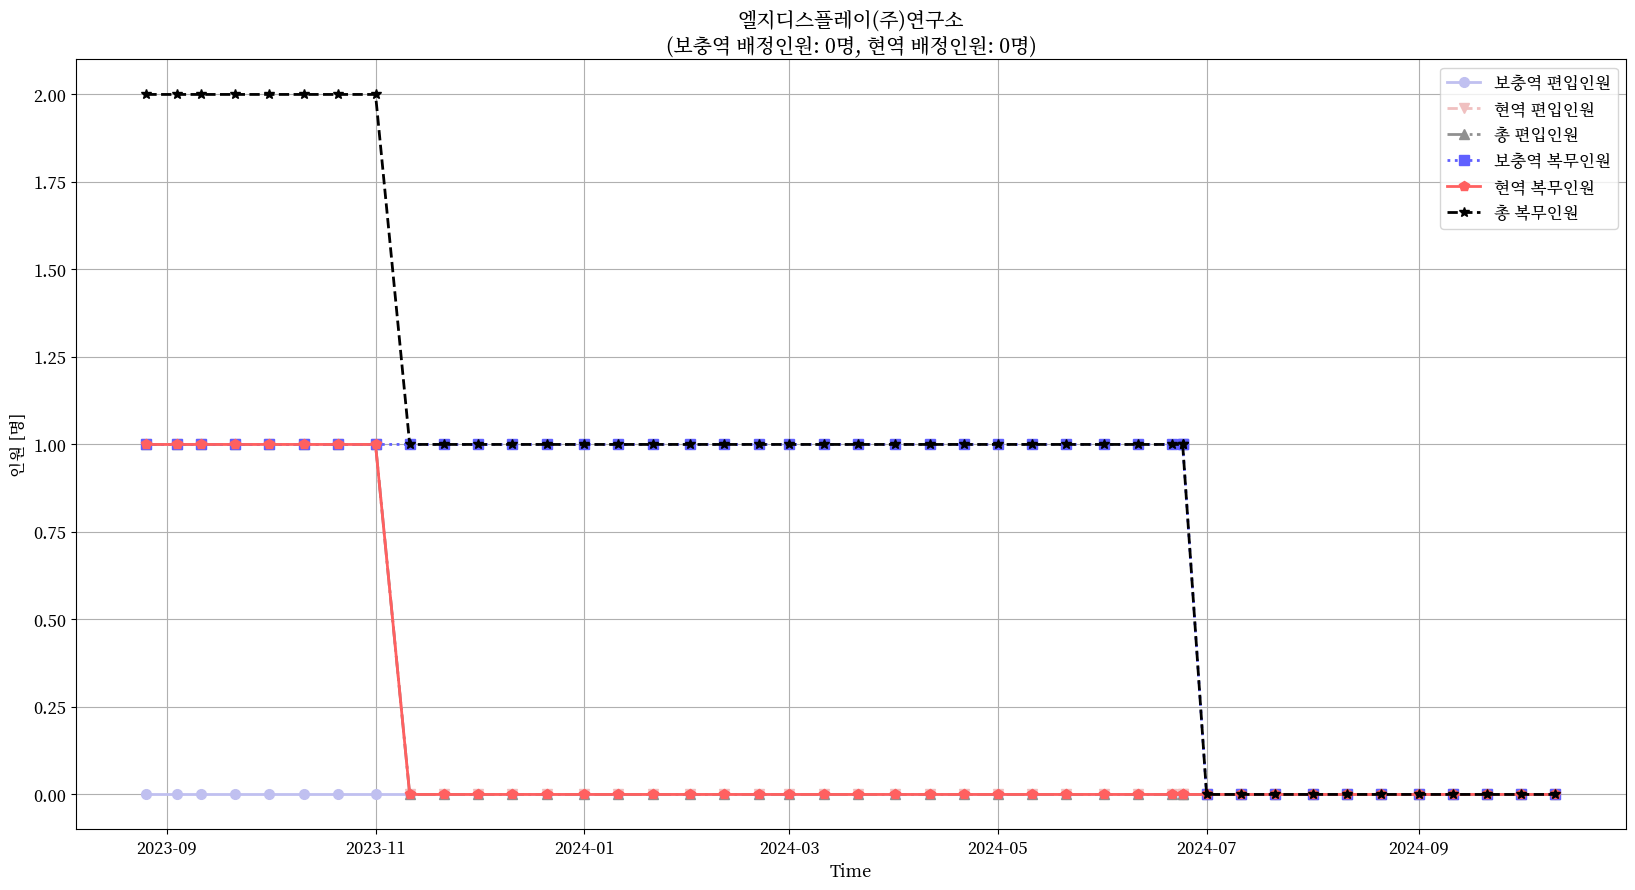 엘지디스플레이(주)연구소
(보충역 배정인원: 0명, 현역 배정인원: 0명)
2.00
1.75
1.50
1.25
1.00
0.75
0.50
0.25
0.00
인원 [명]
보충역 편입인원
현역 편입인원
총 편입인원
보충역 복무인원
현역 복무인원
총 복무인원
2023-09
2023-11
2024-01
2024-03
2024-05
2024-07
2024-09
Time